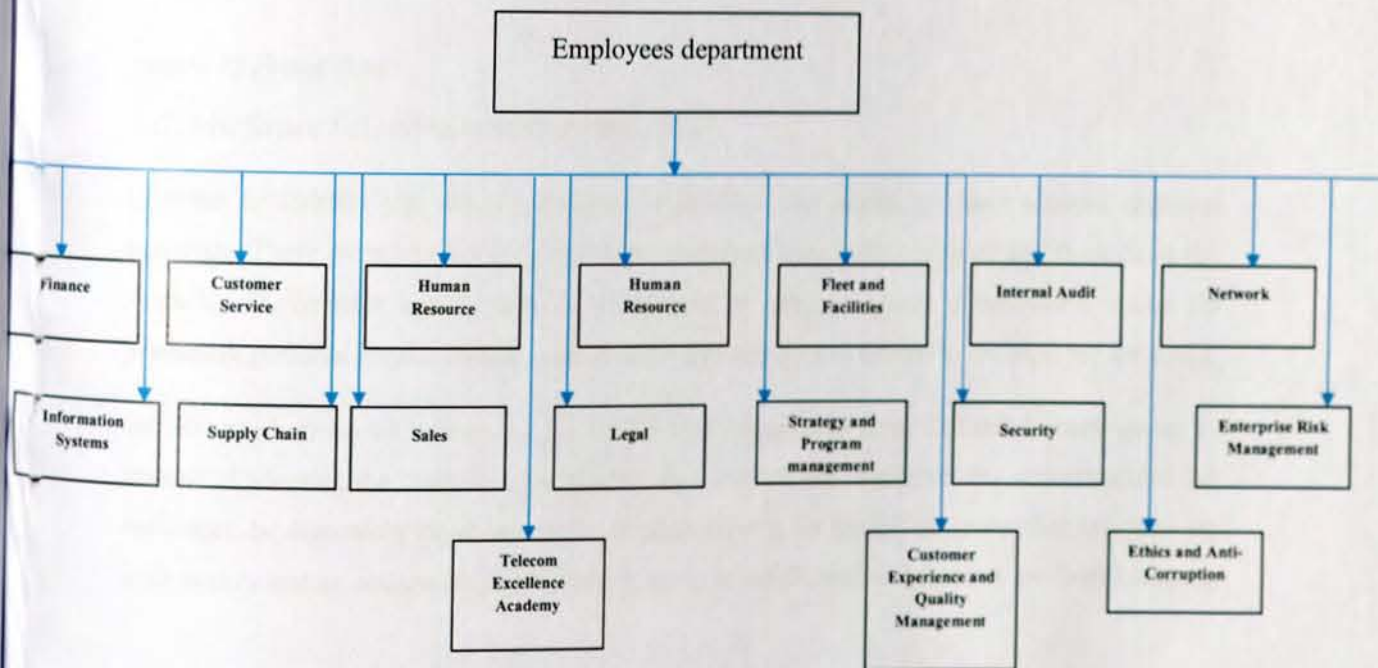 Employees department
Finance
Customer
Service
Human
Resource
Human
Resource
Fleet and
Facilities
Internal Audit
Network
Information
Systems
Supply Chain
Sales
Legal
Strategy and
Program
management
Security
Enterprise Risk
Management
Telecom
Excellence
Academy
Customer
Experience and
Quality
Management
Ethics and Anti-
Corruption